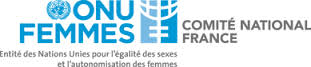 ONU
FEMMES
COMITÉ NATIONAL
FRANCE
Entité des Nations Unies pour l'égalité des sexes
et l'autonomisation des femmes